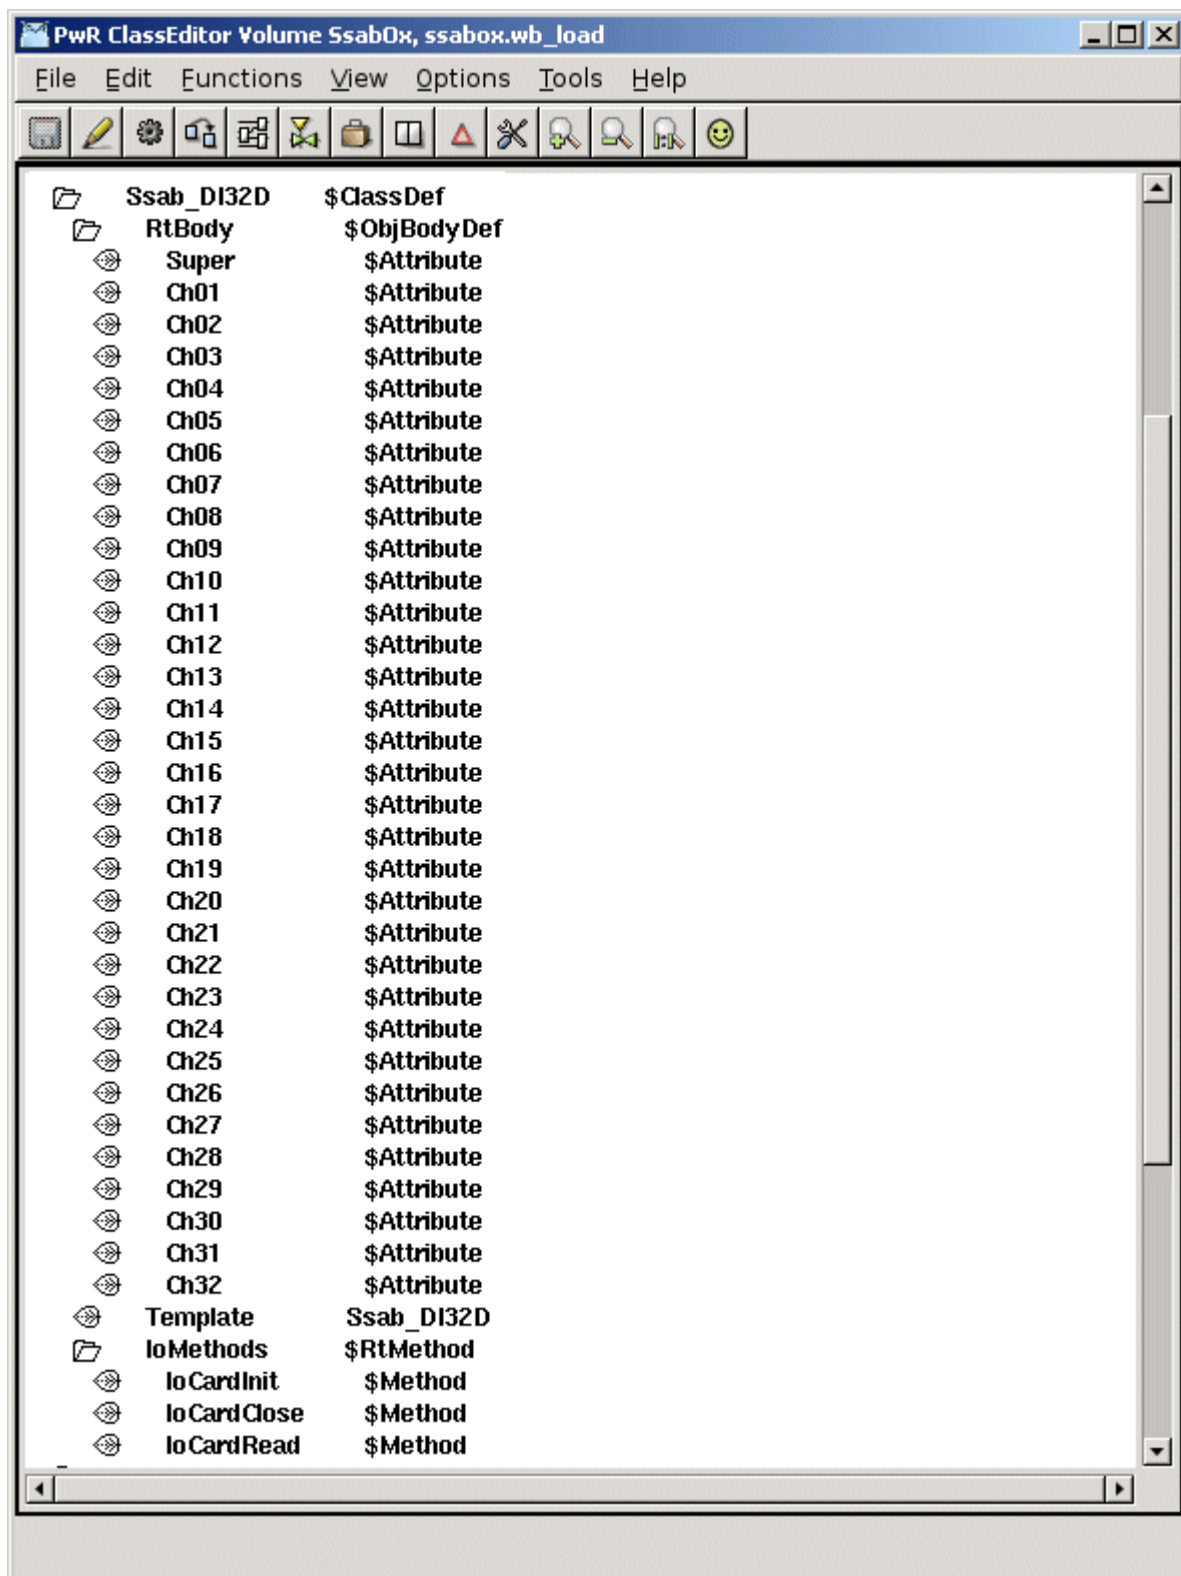 PwR ClassEditor Volume SsabOx, ssabox.wb_load
File Edit Functions View Options Tools Help
Ssab_DI32D $ClassDef
RtBody $ObjBodyDef
Super $Attribute
Ch01 $Attribute
Ch02 $Attribute
Ch03 $Attribute
Ch04 $Attribute
Ch05 $Attribute
Ch06 $Attribute
Ch07 $Attribute
Ch08 $Attribute
Ch09 $Attribute
Ch10 $Attribute
Ch11 $Attribute
Ch12 $Attribute
Ch13 $Attribute
Ch14 $Attribute
Ch15 $Attribute
Ch16 $Attribute
Ch17 $Attribute
Ch18 $Attribute
Ch19 $Attribute
Ch20 $Attribute
Ch21 $Attribute
Ch22 $Attribute
Ch23 $Attribute
Ch24 $Attribute
Ch25 $Attribute
Ch26 $Attribute
Ch27 $Attribute
Ch28 $Attribute
Ch29 $Attribute
Ch30 $Attribute
Ch31 $Attribute
Ch32 $Attribute
Template Ssab_DI32D
IoMethods $RtMethod
IoCardInit $Method
IoCardClose $Method
IoCardRead $Method